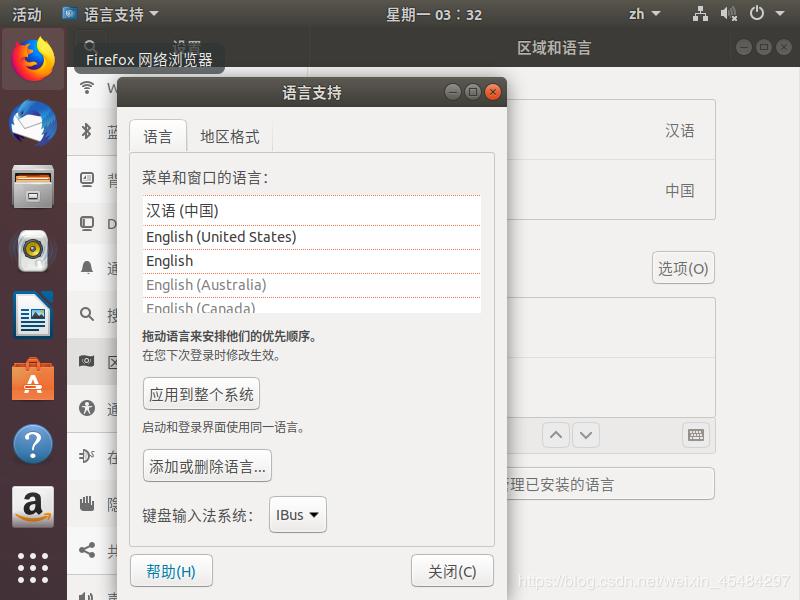 活动
语言支持
星期一 03：32
zh
设置
区域和语言
Firefox 网络浏览器
W
蓝
背
D
通
搜
区
通
在
隐
共
声
语言支持
语言
地区格式
菜单和窗口的语言：
汉语 (中国)
English (United States)
English
English (Australia)
English (Canada)
拖动语言来安排他们的优先顺序。
在您下次登录时修改生效。
应用到整个系统
启动和登录界面使用同一语言。
添加或删除语言...
键盘输入法系统：
IBus
帮助(H)
关闭(C)
汉语
中国
选项(O)
管理已安装的语言
https://blog.csdn.net/weixin_45484297